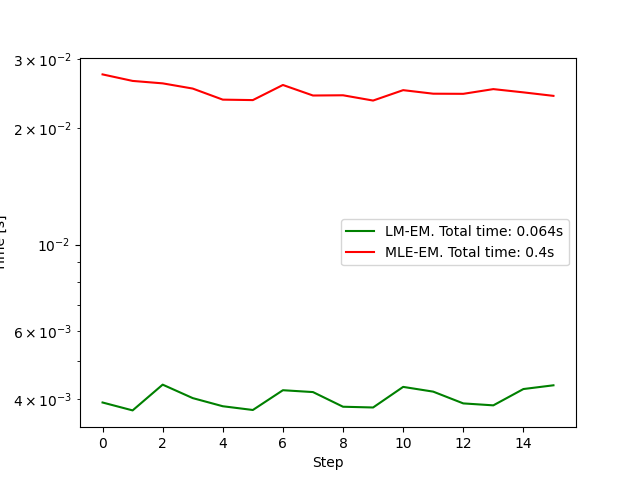 3 × 10⁻²
2 × 10⁻²
10⁻²
6 × 10⁻³
4 × 10⁻³
Time [s]
LM-EM. Total time: 0.064s
MLE-EM. Total time: 0.4s
0 2 4 6 8 10 12 14
Step